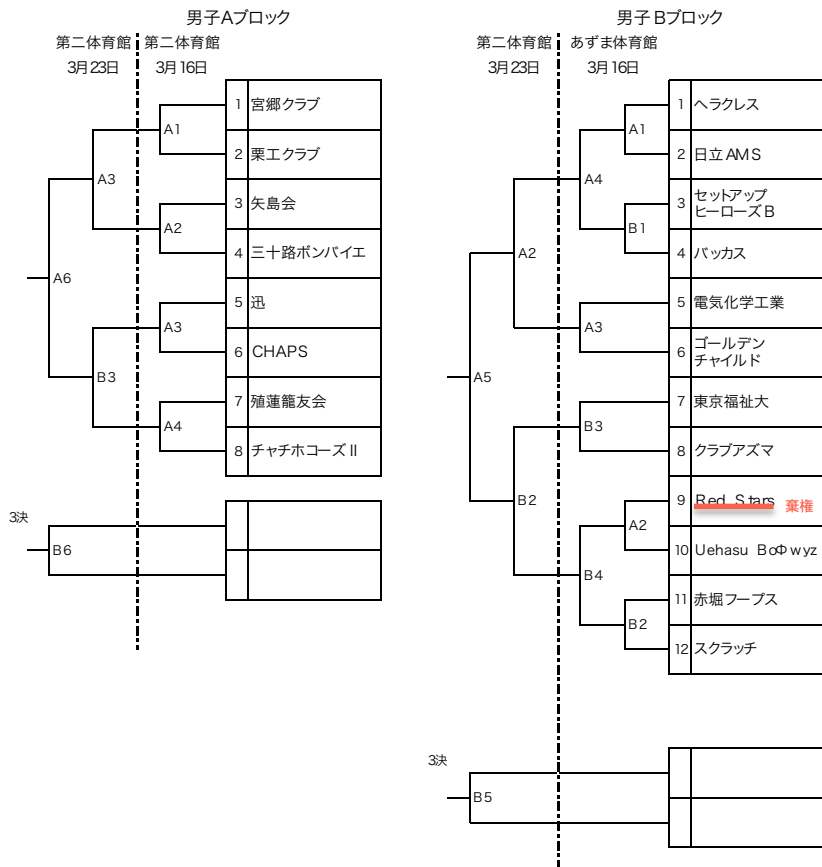 男子Aブロック
第二体育館 第二体育館
3月23日 3月16日
1 宮郷クラブ
A1
2 栗工クラブ
A3
3 矢島会
A2
4 三十路ボンバイエ
A6
5 迅
A3
6 CHAPS
B3
7 殖蓮籠友会
A4
8 チャチホコーズⅡ
3決
B6
男子Bブロック
第二体育館 あずま体育館
3月23日 3月16日
1 ヘラクレス
A1
2 日立AMS
A4
3 セットアップ
ヒーローズB
B1
4 バッカス
A2
5 電気化学工業
A3
6 ゴールデン
チャイルド
A5
7 東京福祉大
B3
8 クラブアズマ
B2
9 Red Stars 棄権
A2
10 Uehasu BoΦwyz
B4
11 赤堀フープス
B2
12 スクラッチ
3決
B5